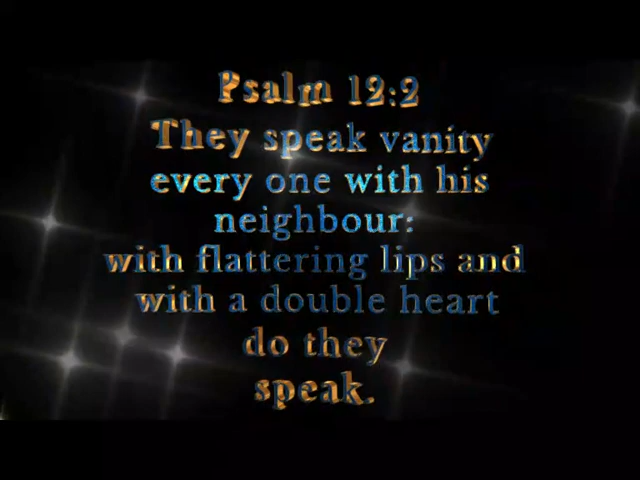 Psalm 12:2
They speak vanity
every one with his
neighbour:
with flattering lips and
with a double heart
do they
speak.